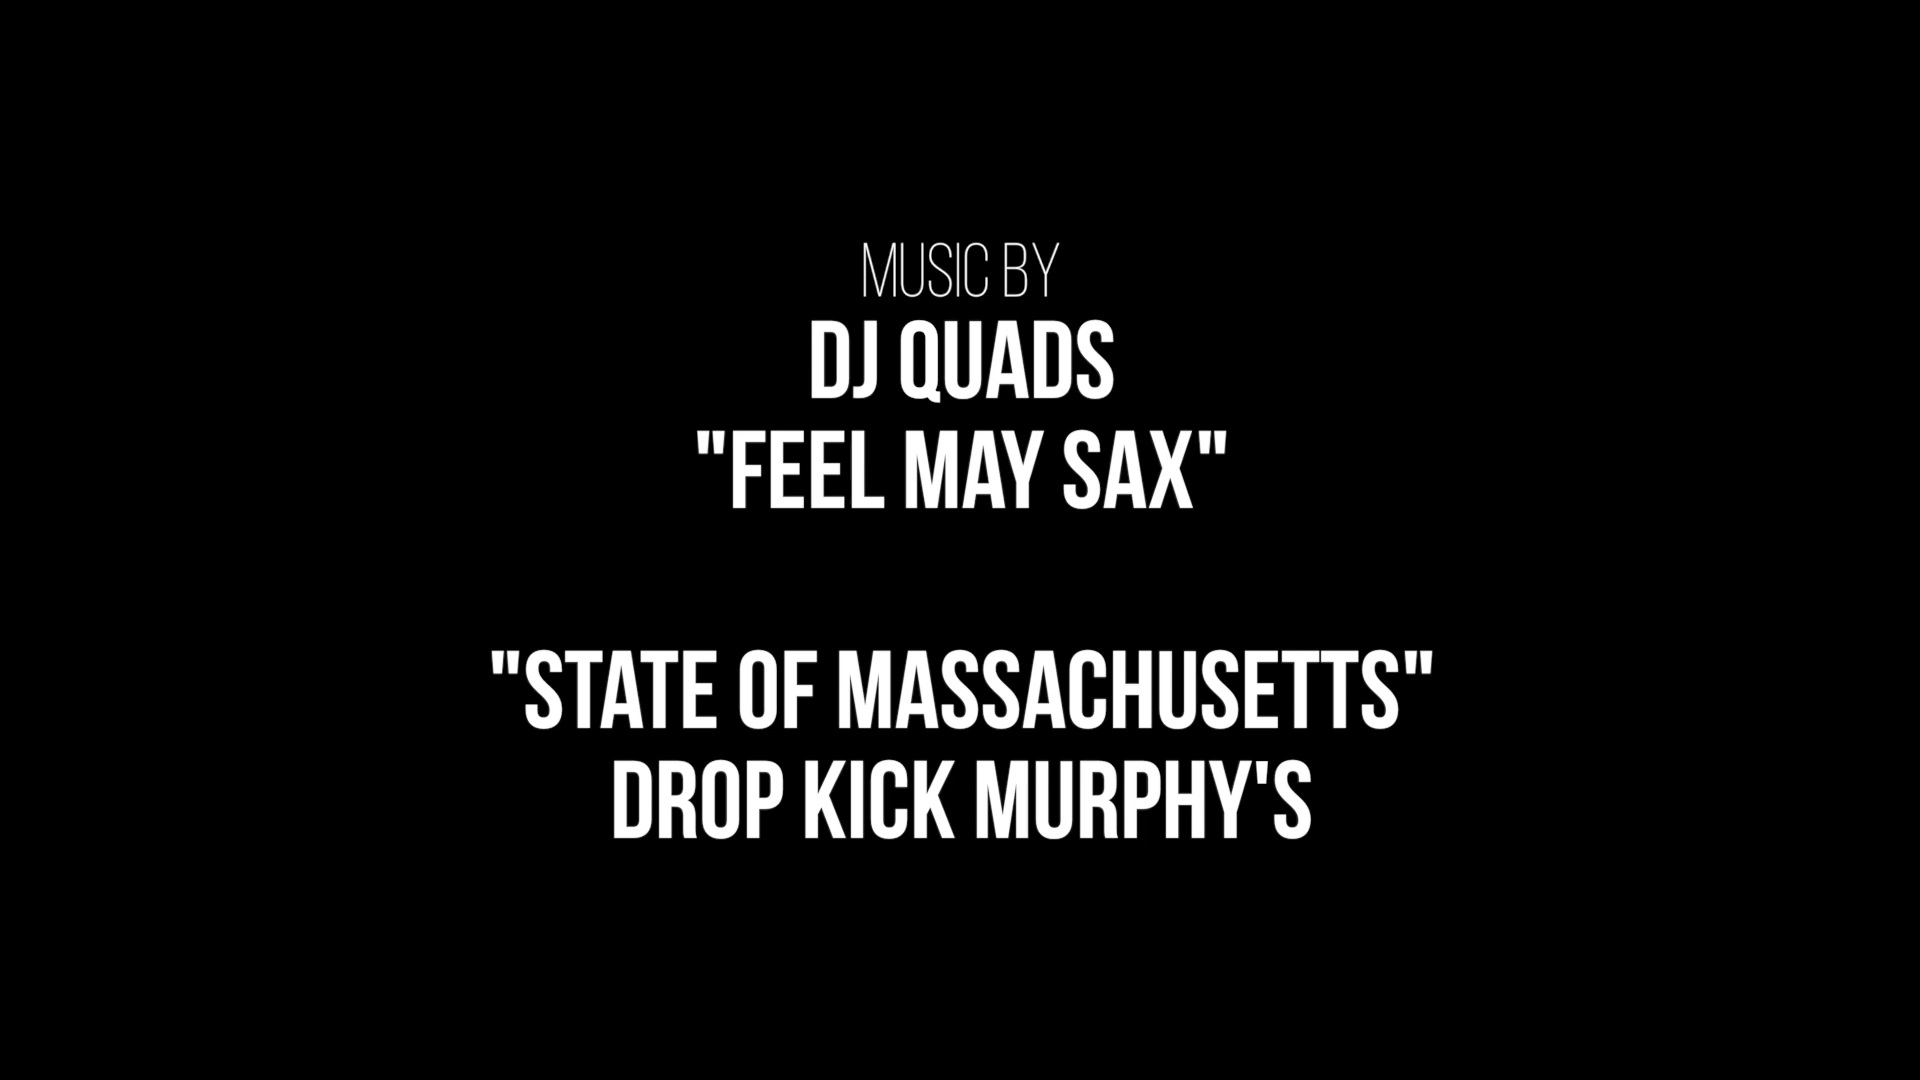 MUSIC BY
DJ QUADS
"FEEL MAY SAX"
"STATE OF MASSACHUSETTS"
DROP KICK MURPHY'S